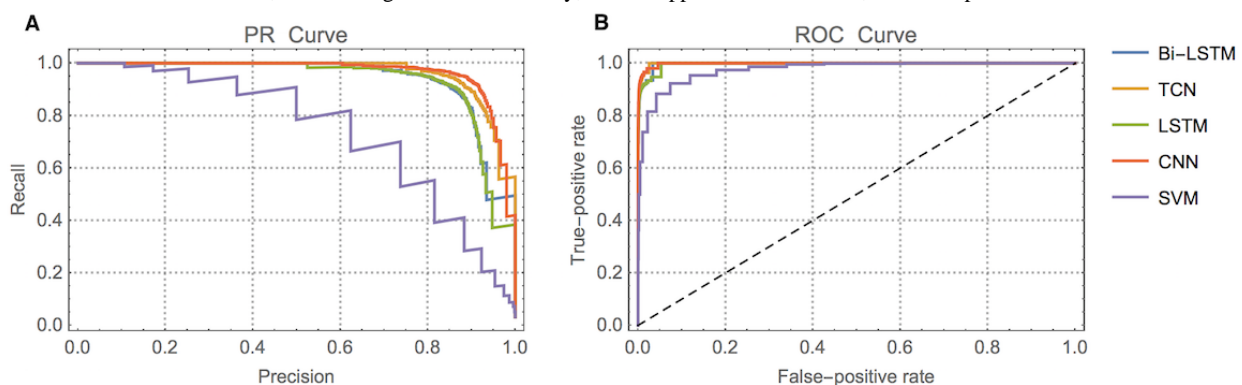 A
PR Curve
1.0
0.8
0.6
0.4
0.2
0.0
Recall
0.0 0.2 0.4 0.6 0.8 1.0
Precision
B
ROC Curve
1.0
0.8
0.6
0.4
0.2
0.0
True-positive rate
0.0 0.2 0.4 0.6 0.8 1.0
False-positive rate
Bi-LSTM
TCN
LSTM
CNN
SVM